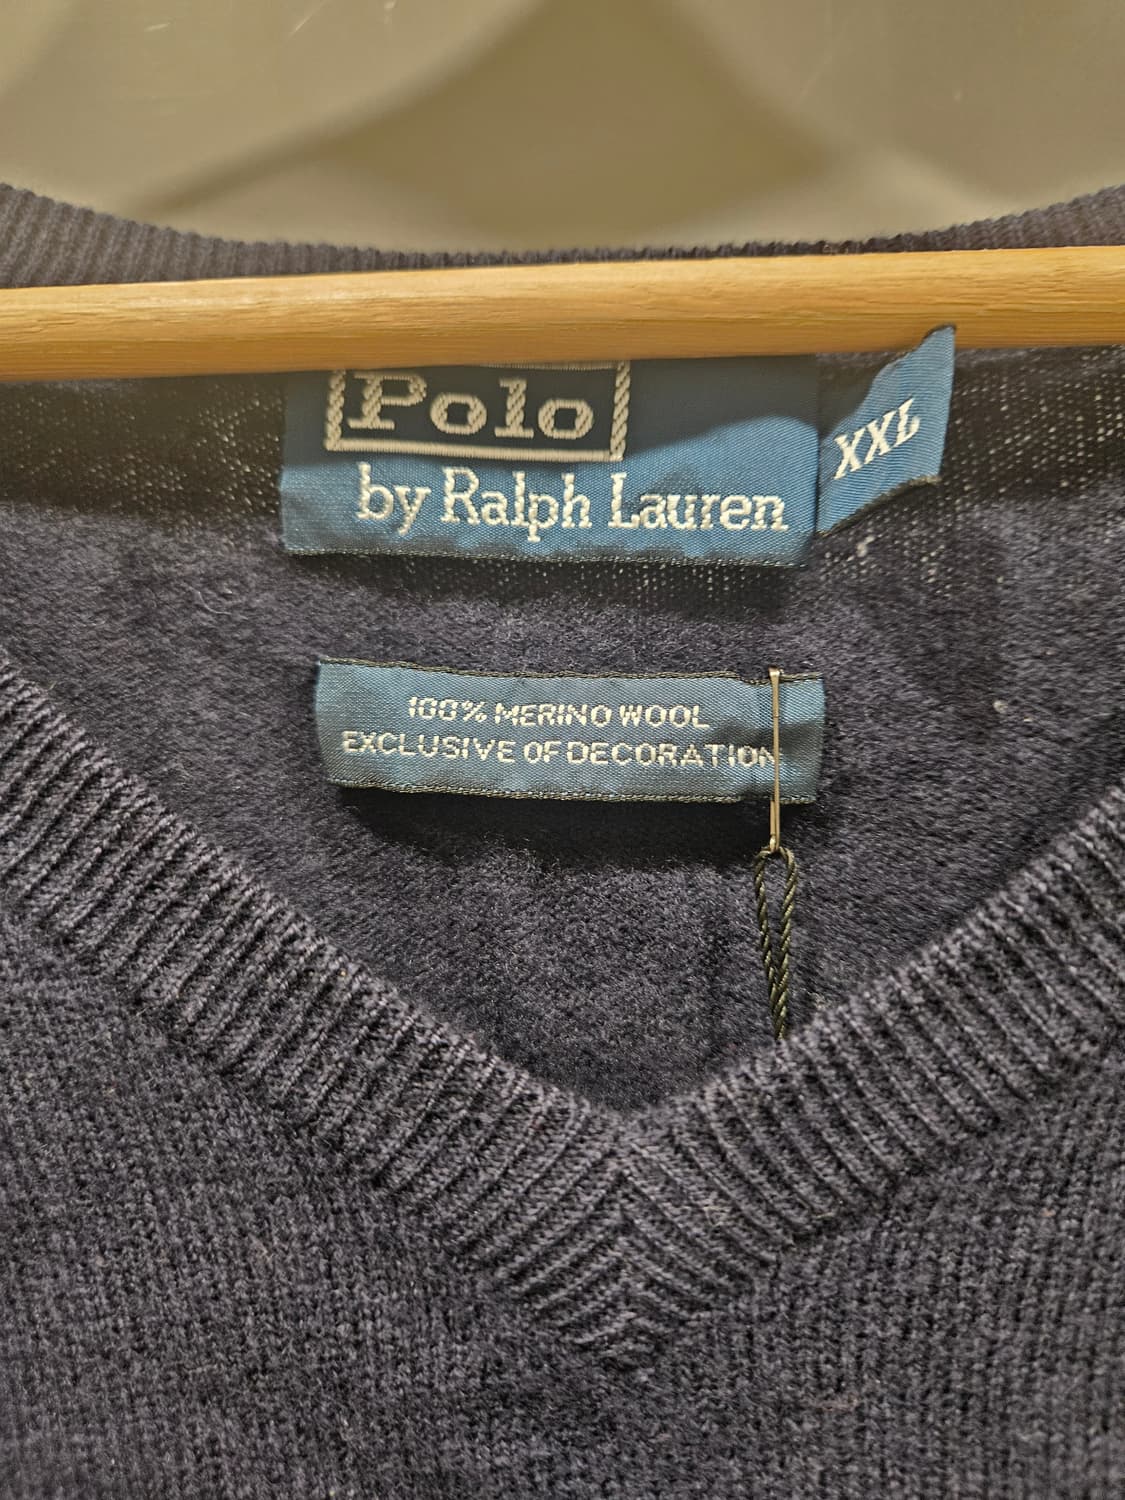 Polo
by Ralph Lauren
XXL
100% MERINO WOOL
EXCLUSIVE OF DECORATION